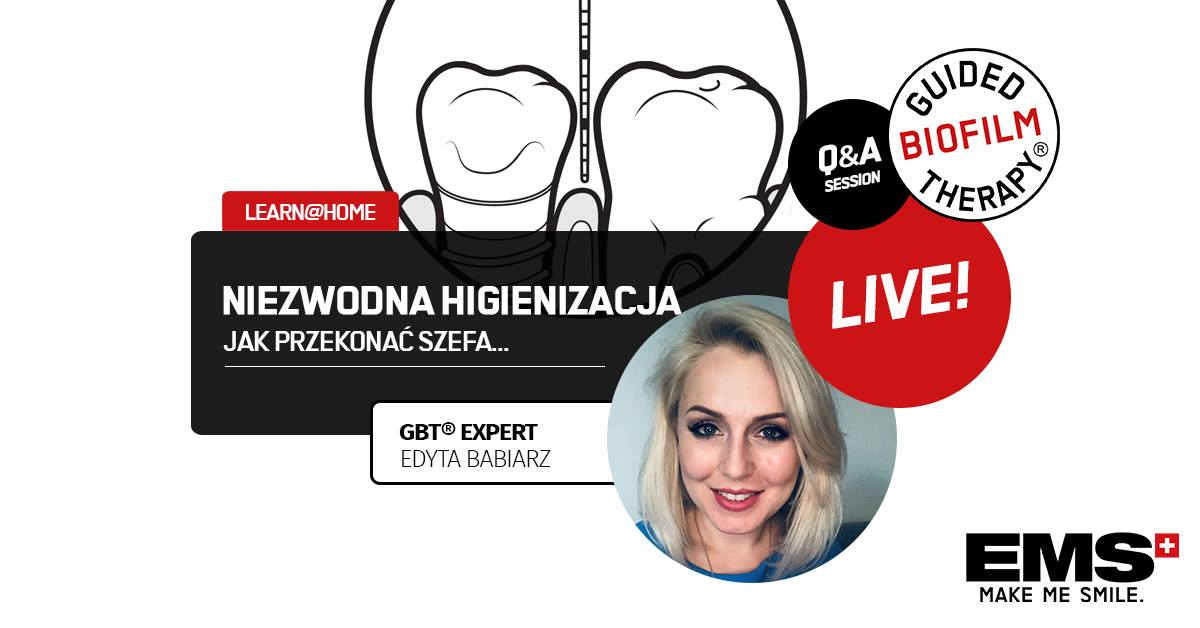 GUIDED
BIOFILM
THERAPY®
Q&A
SESSION
LEARN@HOME
LIVE!
NIEZWODNA HIGIENIZACJA
JAK PRZEKONAĆ SZEFA...
GBT® EXPERT
EDYTA BABIARZ
EMS
MAKE ME SMILE.